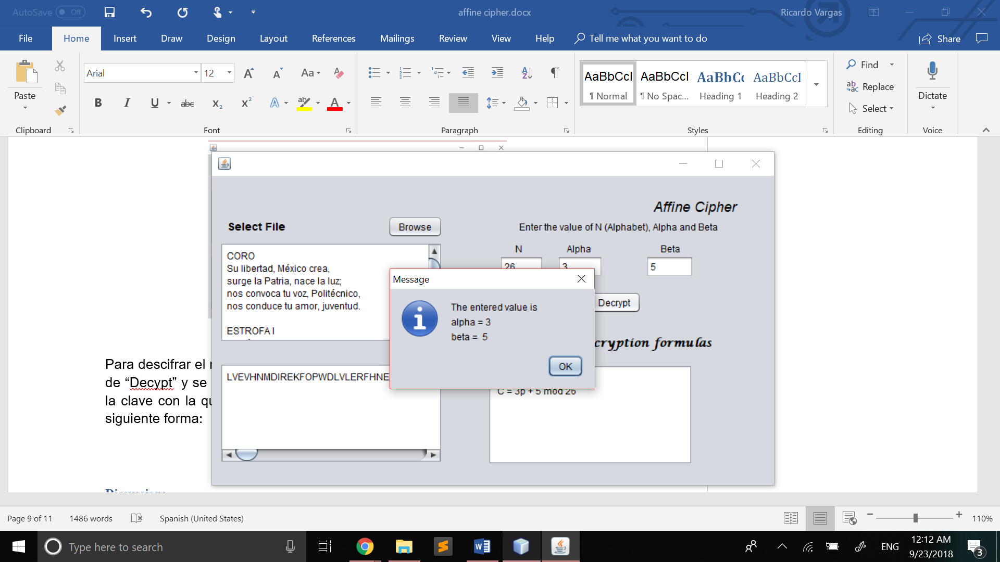 AutoSave Off
affine cipher.docx
Ricardo Vargas
File Home Insert Draw Design Layout References Mailings Review View Help Tell me what you want to do Share
Arial 12
Aa
Paste
B I U abc X₂ X² A ab A
Clipboard Font Paragraph
AaBbCcI AaBbCcI AaBbCc AaBbCcI
¶ Normal ¶ No Spac... Heading 1 Heading 2
Styles
Find
Replace
Select
Editing
Dictate
Voice
Affine Cipher
Select File
Browse
Enter the value of N (Alphabet), Alpha and Beta
N Alpha Beta
26 3 5
CORO
Su libertad, México crea,
surge la Patria, nace la luz;
nos convoca tu voz, Politécnico,
nos conduce tu amor, juventud.
ESTROFA I
Message
The entered value is
alpha = 3
beta = 5
OK
Decrypt
cryption formulas
LVEVHNMDIREKFOPWDLVLERFHNE
C = 3p + 5 mod 26
Para descifrar el
de “Decypt” y se
la clave con la
siguiente forma:
Page 9 of 11 1486 words Spanish (United States) 110%
Type here to search
ENG
12:12 AM
9/23/2018
3